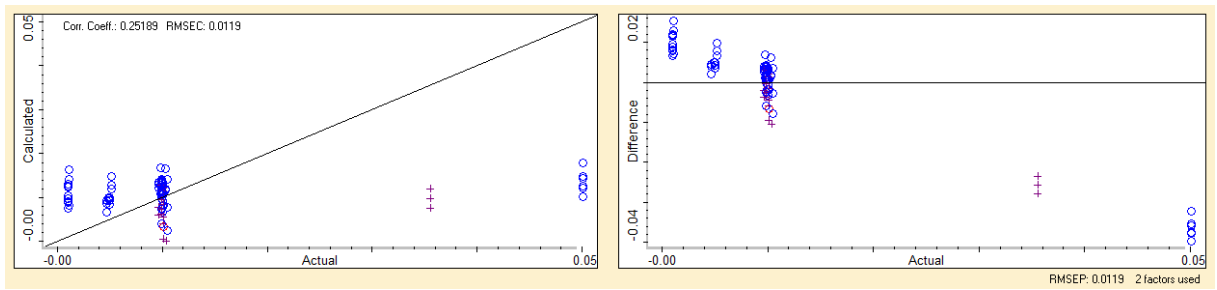 Corr. Coeff.: 0.25189 RMSEC: 0.0119
0.05
Calculated
-0.00
-0.00
Actual
0.05
0.02
Difference
-0.04
-0.00
Actual
0.05
RMSEP: 0.0119 2 factors used